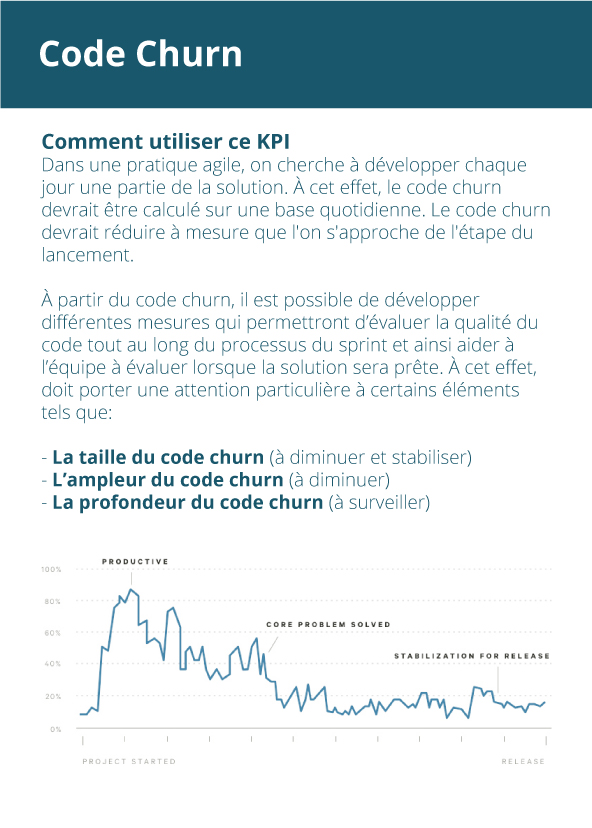 Code Churn
Comment utiliser ce KPI
Dans une pratique agile, on cherche à développer chaque
jour une partie de la solution. À cet effet, le code churn
devrait être calculé sur une base quotidienne. Le code churn
devrait réduire à mesure que l'on s'approche de l'étape du
lancement.
À partir du code churn, il est possible de développer
différentes mesures qui permettront d’évaluer la qualité du
code tout au long du processus du sprint et ainsi aider à
l’équipe à évaluer lorsque la solution sera prête. À cet effet,
doit porter une attention particulière à certains éléments
tels que:
- La taille du code churn (à diminuer et stabiliser)
- L’ampleur du code churn (à diminuer)
- La profondeur du code churn (à surveiller)
PRODUCTIVE
100%
80%
CORE PROBLEM SOLVED
60%
STABILIZATION FOR RELEASE
40%
20%
0%
PROJECT STARTED
RELEASE